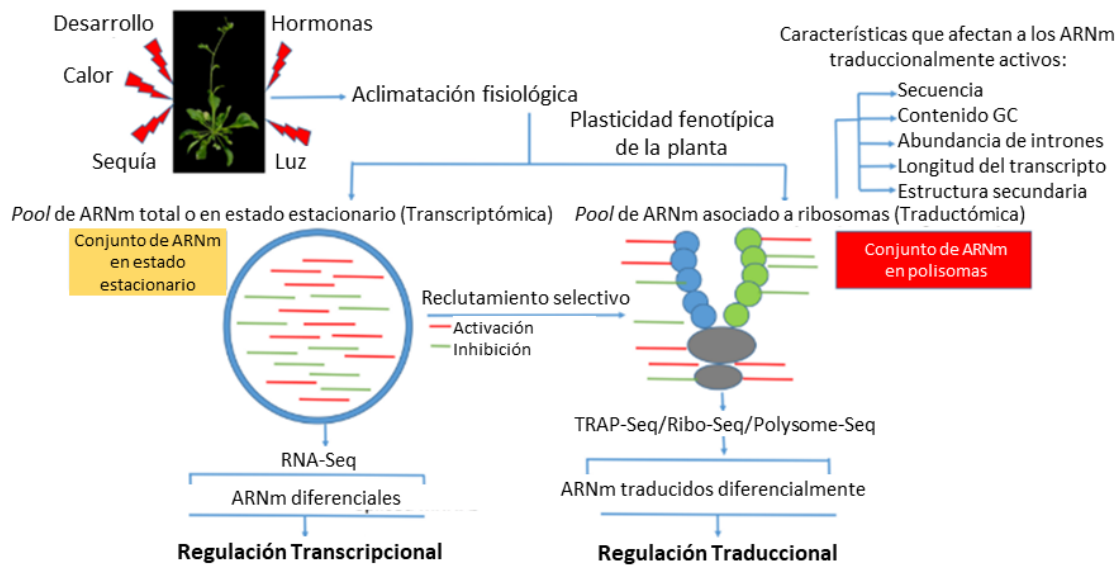 Desarrollo
Hormonas
Calor
Sequía
Luz
Aclimatación fisiológica
Plasticidad fenotípica
de la planta
Características que afectan a los ARNm
traduccionalmente activos:
Secuencia
Contenido GC
Abundancia de intrones
Longitud del transcripto
Estructura secundaria
Pool de ARNm total o en estado estacionario (Transcriptómica)
Pool de ARNm asociado a ribosomas (Traductómica)
Conjunto de ARNm
en estado
estacionario
Conjunto de ARNm
en polisomas
Reclutamiento selectivo
Activación
Inhibición
RNA-Seq
TRAP-Seq/Ribo-Seq/Polysome-Seq
ARNm diferenciales
ARNm traducidos diferencialmente
Regulación Transcripcional
Regulación Traduccional